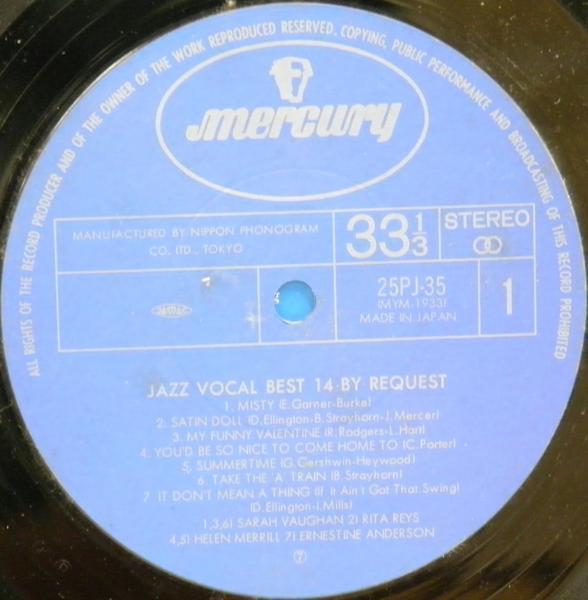 ALL RIGHTS OF THE RECORD PRODUCER AND OF THE OWNER OF THE WORK REPRODUCED RESERVED. COPYING, PUBLIC PERFORMANCE AND BROADCASTING OF THIS RECORD PROHIBITED
mercury
MANUFACTURED BY NIPPON PHONOGRAM
CO. LTD., TOKYO
33 1/3
STEREO
25PJ-35
(MYM-1933)
MADE IN JAPAN
1
JAZZ VOCAL BEST 14 BY REQUEST
1. MISTY (E. Garner-Burke)
2. SATIN DOLL (D. Ellington-B. Strayhorn-J. Mercer)
3. MY FUNNY VALENTINE (R. Rodgers-L. Hart)
4. YOU'D BE SO NICE TO COME HOME TO (C. Porter)
5. SUMMERTIME (G. Gershwin-Heywood)
6. TAKE THE 'A' TRAIN (B. Strayhorn)
7 IT DON'T MEAN A THING (If It Ain't Got That Swing)
(D. Ellington-I. Mills)
1,3,6) SARAH VAUGHAN 2) RITA REYS
4,5) HELEN MERRILL 7) ERNESTINE ANDERSON
⑦